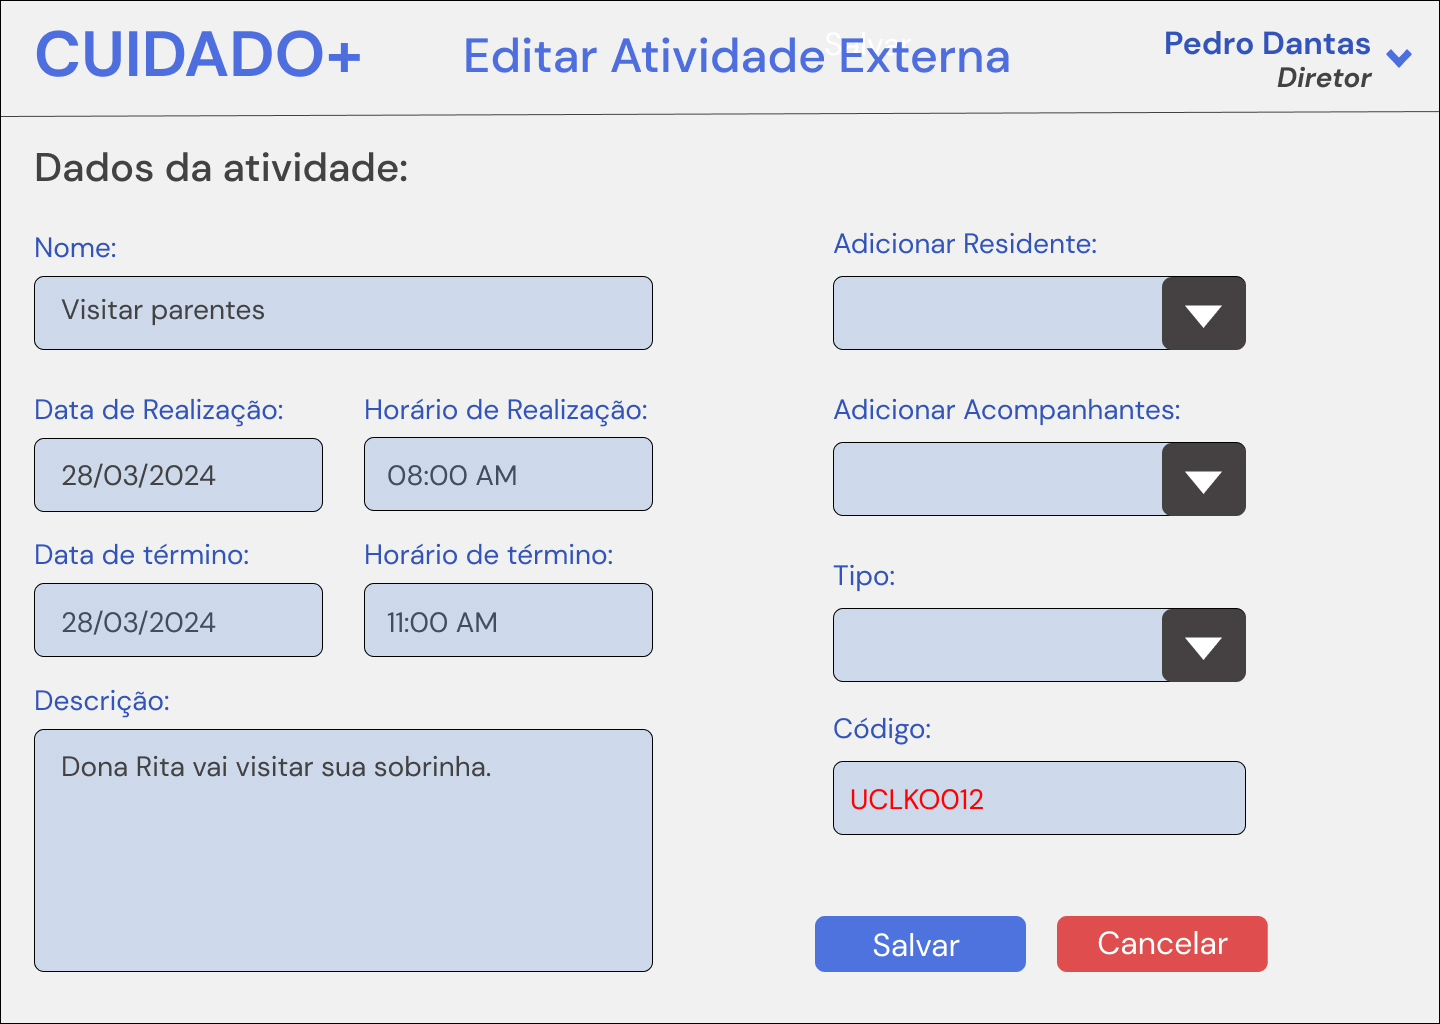 CUIDADO+
Editar Atividade Externa
Salvar
Pedro Dantas
Diretor
Dados da atividade:
Nome:
Visitar parentes
Data de Realização:
Horário de Realização:
28/03/2024
08:00 AM
Data de término:
Horário de término:
28/03/2024
11:00 AM
Descrição:
Dona Rita vai visitar sua sobrinha.
Adicionar Residente:
Adicionar Acompanhantes:
Tipo:
Código:
UCLKO012
Salvar
Cancelar